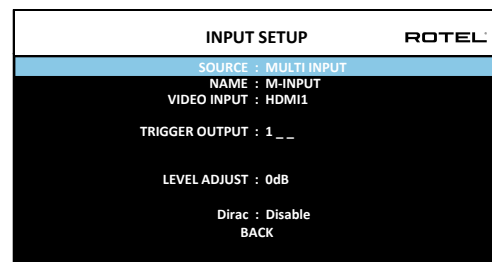 INPUT SETUP
ROTEL
SOURCE : MULTI INPUT
NAME : M-INPUT
VIDEO INPUT : HDMI1
TRIGGER OUTPUT : 1 _ _
LEVEL ADJUST : 0dB
Dirac : Disable
BACK